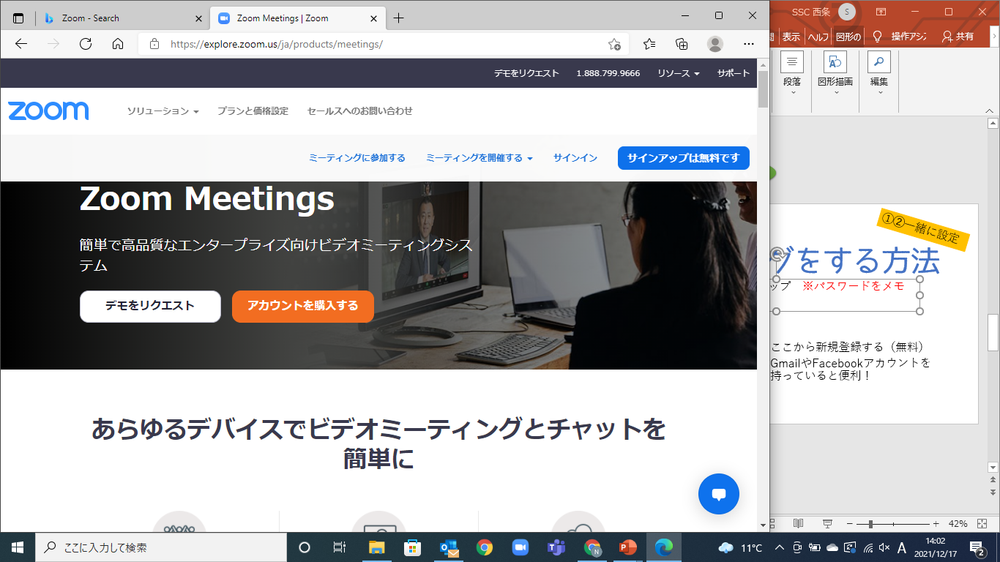 Zoom - Search
Zoom Meetings | Zoom
https://explore.zoom.us/ja/products/meetings/
デモをリクエスト 1.888.799.9666 リソース サポート
zoom ソリューション プランと価格設定 セールスへのお問い合わせ
ミーティングに参加する ミーティングを開催する サインイン サインアップは無料です
Zoom Meetings
簡単で高品質なエンタープライズ向けビデオミーティングシス
テム
デモをリクエスト アカウントを購入する
あらゆるデバイスでビデオミーティングとチャットを
簡単に
SSC 西条 S
表示 ヘルプ 図形の 操作アシ 共有
段落 図形描画 編集
①②一緒に設定
グをする方法
ップ ※パスワードをメモ
ここから新規登録する（無料）
GmailやFacebookアカウントを
持っていると便利！
42%
ここに入力して検索
N
11°C
A
14:02
2021/12/17
2